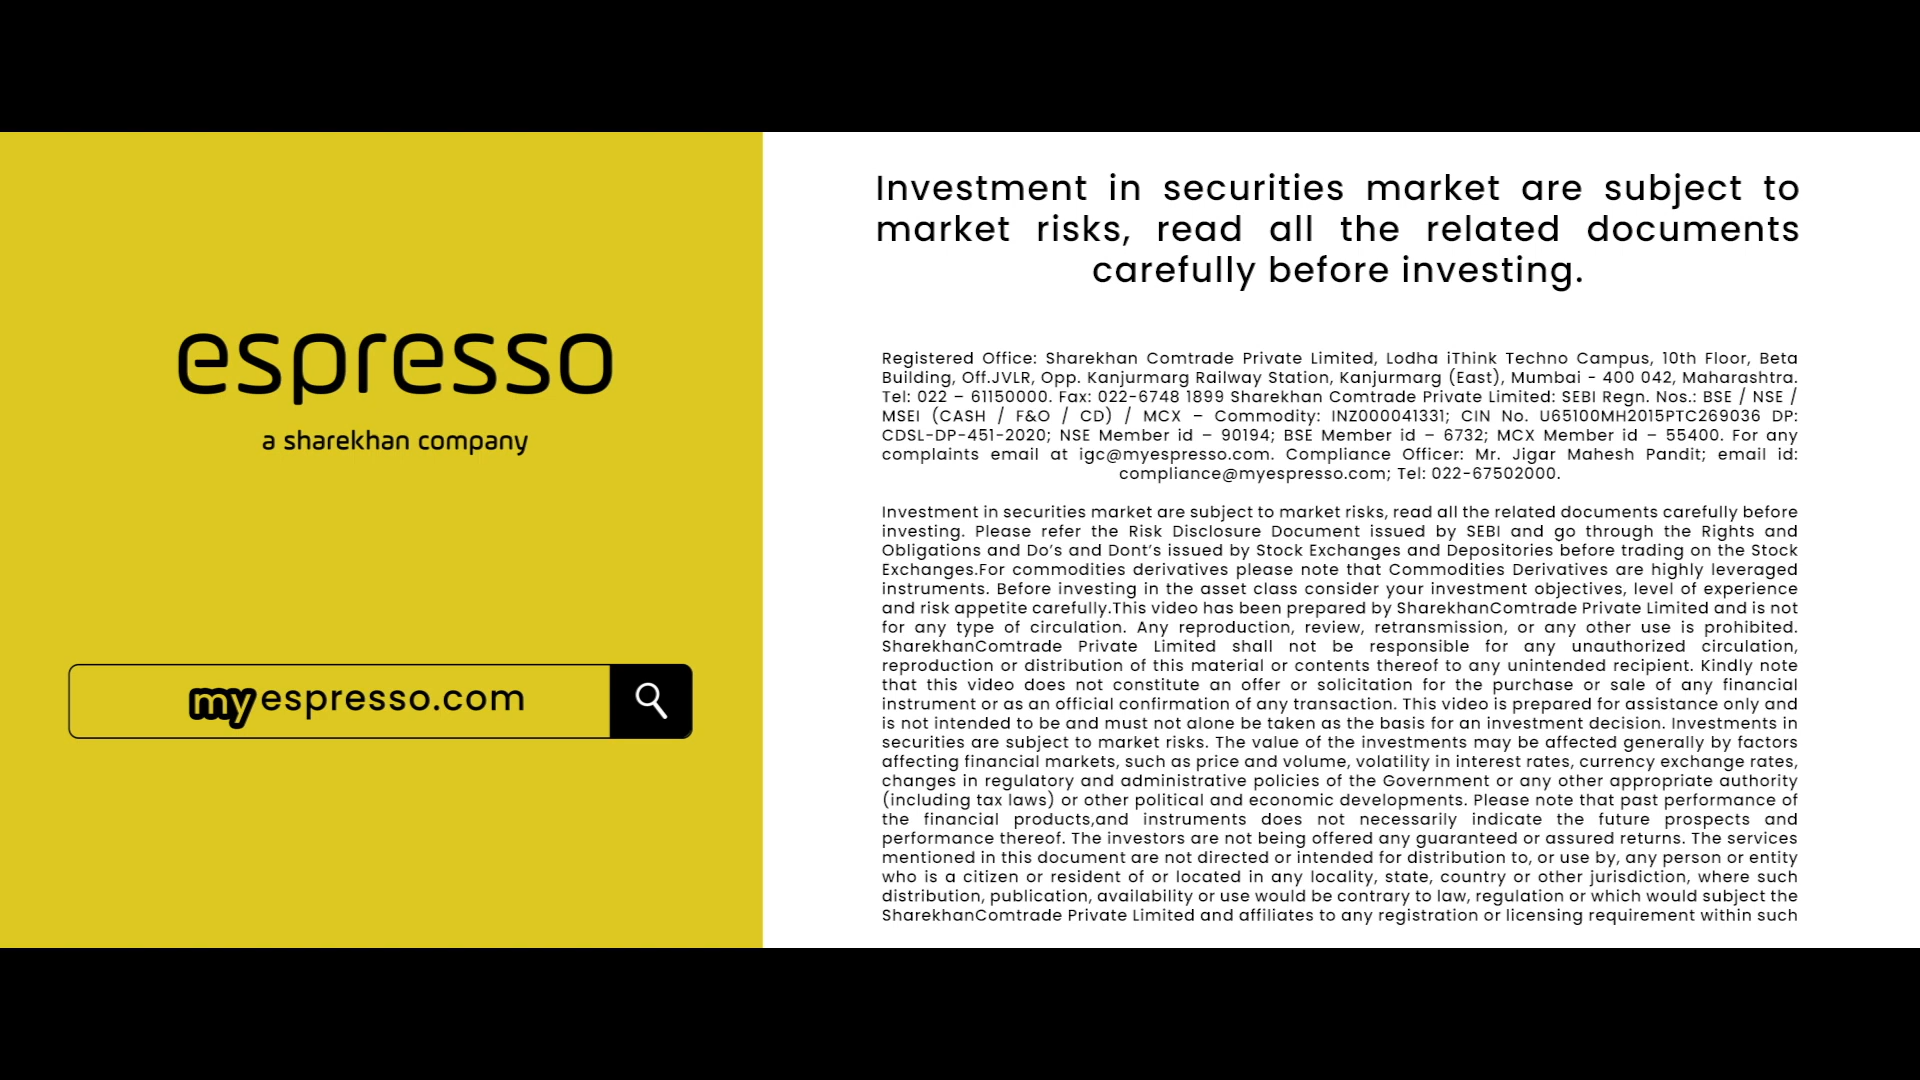 espresso
a sharekhan company
myespresso.com
Investment in securities market are subject to
market risks, read all the related documents
carefully before investing.
Registered Office: Sharekhan Comtrade Private Limited, Lodha iThink Techno Campus, 10th Floor, Beta
Building, Off.JVLR, Opp. Kanjurmarg Railway Station, Kanjurmarg (East), Mumbai - 400 042, Maharashtra.
Tel: 022 – 61150000. Fax: 022-6748 1899 Sharekhan Comtrade Private Limited: SEBI Regn. Nos.: BSE / NSE /
MSEI (CASH / F&O / CD) / MCX – Commodity: INZ000041331; CIN No. U65100MH2015PTC269036 DP:
CDSL-DP-451-2020; NSE Member id – 90194; BSE Member id – 6732; MCX Member id – 55400. For any
complaints email at igc@myespresso.com. Compliance Officer: Mr. Jigar Mahesh Pandit; email id:
compliance@myespresso.com; Tel: 022-67502000.
Investment in securities market are subject to market risks, read all the related documents carefully before
investing. Please refer the Risk Disclosure Document issued by SEBI and go through the Rights and
Obligations and Do's and Dont's issued by Stock Exchanges and Depositories before trading on the Stock
Exchanges.For commodities derivatives please note that Commodities Derivatives are highly leveraged
instruments. Before investing in the asset class consider your investment objectives, level of experience
and risk appetite carefully.This video has been prepared by SharekhanComtrade Private Limited and is not
for any type of circulation. Any reproduction, review, retransmission, or any other use is prohibited.
SharekhanComtrade Private Limited shall not be responsible for any unauthorized circulation,
reproduction or distribution of this material or contents thereof to any unintended recipient. Kindly note
that this video does not constitute an offer or solicitation for the purchase or sale of any financial
instrument or as an official confirmation of any transaction. This video is prepared for assistance only and
is not intended to be and must not alone be taken as the basis for an investment decision. Investments in
securities are subject to market risks. The value of the investments may be affected generally by factors
affecting financial markets, such as price and volume, volatility in interest rates, currency exchange rates,
changes in regulatory and administrative policies of the Government or any other appropriate authority
(including tax laws) or other political and economic developments. Please note that past performance of
the financial products,and instruments does not necessarily indicate the future prospects and
performance thereof. The investors are not being offered any guaranteed or assured returns. The services
mentioned in this document are not directed or intended for distribution to, or use by, any person or entity
who is a citizen or resident of or located in any locality, state, country or other jurisdiction, where such
distribution, publication, availability or use would be contrary to law, regulation or which would subject the
SharekhanComtrade Private Limited and affiliates to any registration or licensing requirement within such